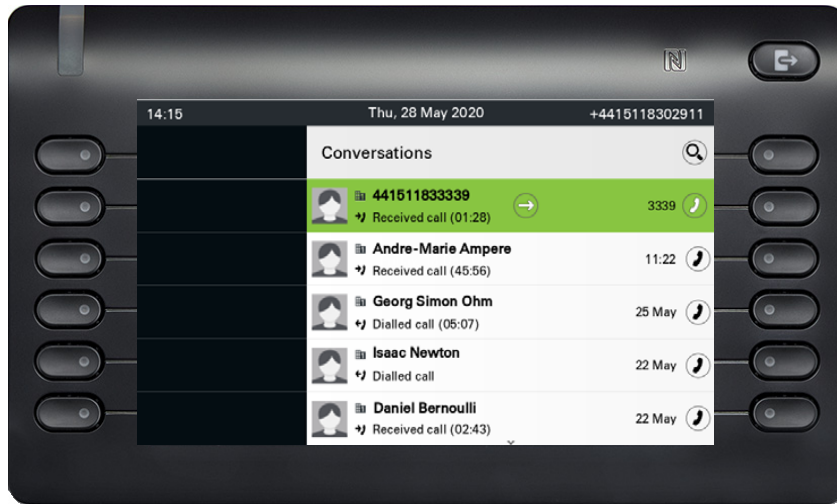 14:15 Thu, 28 May 2020 +4415118302911
Conversations
441511833339 3339
Received call (01:28)
Andre-Marie Ampere 11:22
Received call (45:56)
Georg Simon Ohm 25 May
Dialled call (05:07)
Isaac Newton 22 May
Dialled call
Daniel Bernoulli 22 May
Received call (02:43)